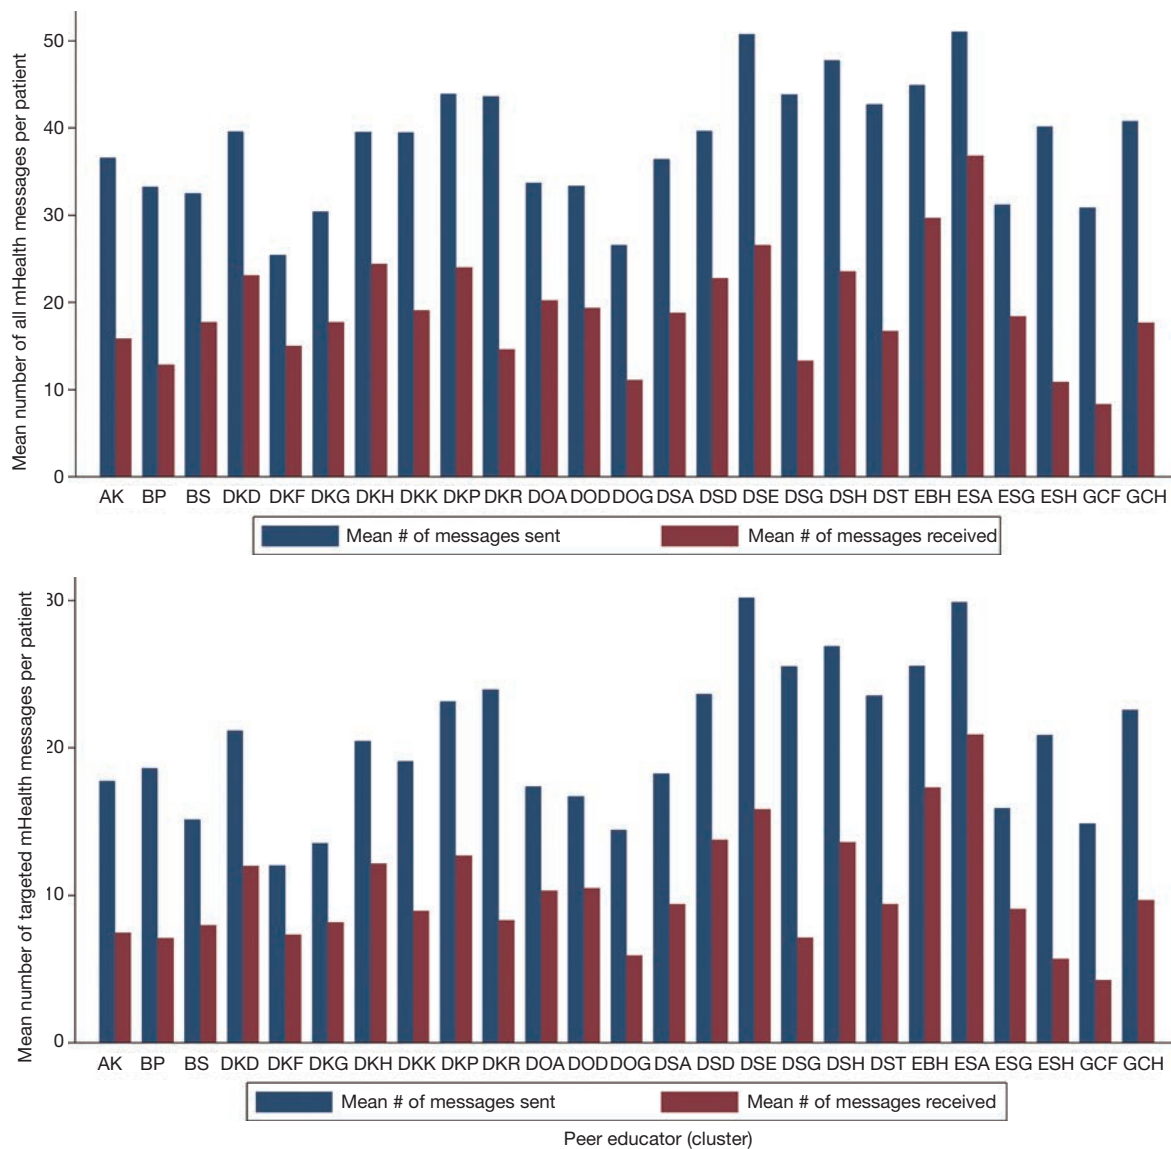 Mean number of all mHealth messages per patient
50
40
30
20
10
0
AK BP BS DKD DKF DKG DKH DKK DKP DKR DOA DOD DOG DSA DSD DSE DSG DSH DST EBH ESA ESG ESH GCF GCH
Mean # of messages sent Mean # of messages received
Mean number of targeted mHealth messages per patient
30
20
10
0
AK BP BS DKD DKF DKG DKH DKK DKP DKR DOA DOD DOG DSA DSD DSE DSG DSH DST EBH ESA ESG ESH GCF GCH
Mean # of messages sent Mean # of messages received
Peer educator (cluster)